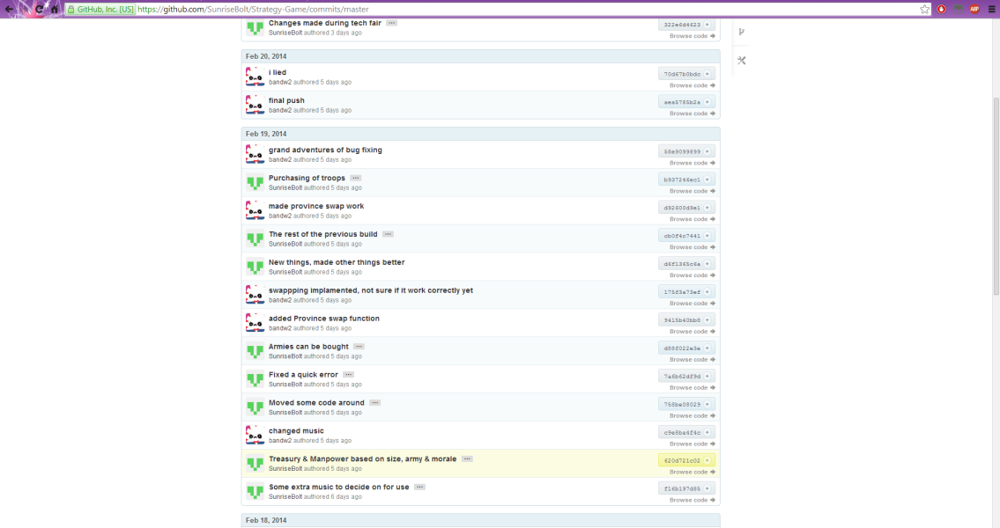 GitHub, Inc. [US] https://github.com/SunriseBolt/Strategy-Game/commits/master
ABP
Changes made during tech fair
322e6d4623
SunriseBolt authored 3 days ago
Browse code
Feb 20, 2014
i lied
70d67b0bdc
bandw2 authored 5 days ago
Browse code
final push
aea5785b2a
bandw2 authored 5 days ago
Browse code
Feb 19, 2014
grand adventures of bug fixing
58e9099899
bandw2 authored 5 days ago
Browse code
Purchasing of troops
b937246ec1
SunriseBolt authored 5 days ago
Browse code
made province swap work
d92600d9e1
bandw2 authored 5 days ago
Browse code
The rest of the previous build
cb0f4c7441
SunriseBolt authored 5 days ago
Browse code
New things, made other things better
d6f1365c6a
SunriseBolt authored 5 days ago
Browse code
swappping implamented, not sure if it work correctly yet
175f3a73ef
bandw2 authored 5 days ago
Browse code
added Province swap function
9415b40bb8
bandw2 authored 5 days ago
Browse code
Armies can be bought
d88f022e3e
SunriseBolt authored 5 days ago
Browse code
Fixed a quick error
7a6b62df9d
SunriseBolt authored 5 days ago
Browse code
Moved some code around
758be08029
SunriseBolt authored 5 days ago
Browse code
changed music
c9e8ba4f4c
bandw2 authored 5 days ago
Browse code
Treasury & Manpower based on size, army & morale
620d721c02
SunriseBolt authored 5 days ago
Browse code
Some extra music to decide on for use
f16b197d85
SunriseBolt authored 6 days ago
Browse code
Feb 18, 2014